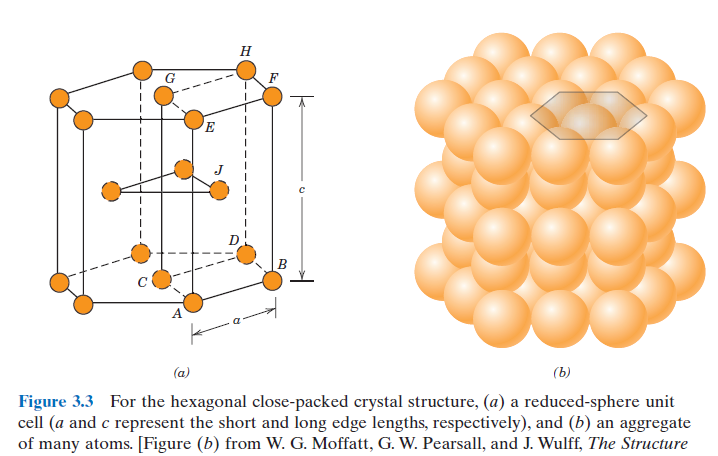 H
G
F
E
J
c
D
B
C
A
a
(a)
(b)
Figure 3.3 For the hexagonal close-packed crystal structure, (a) a reduced-sphere unit
cell (a and c represent the short and long edge lengths, respectively), and (b) an aggregate
of many atoms. [Figure (b) from W. G. Moffatt, G. W. Pearsall, and J. Wulff, The Structure